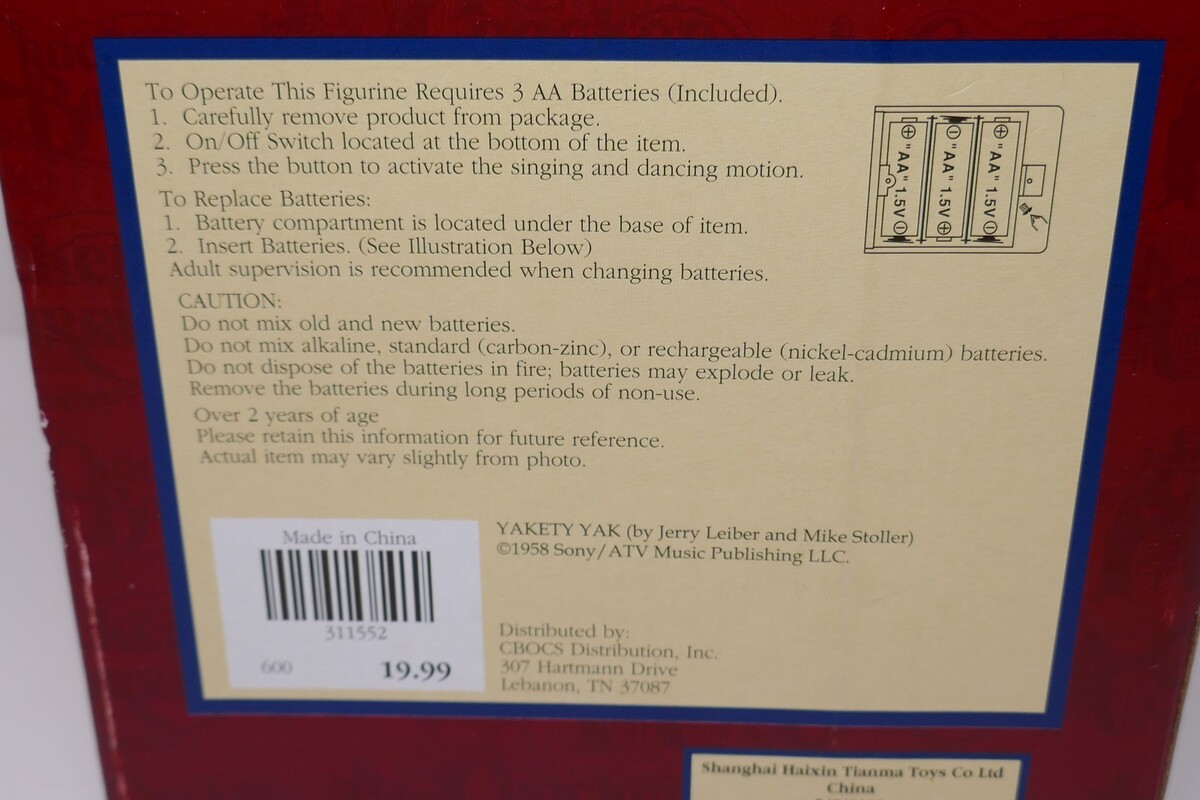 To Operate This Figurine Requires 3 AA Batteries (Included).
1. Carefully remove product from package.
2. On/Off Switch located at the bottom of the item.
3. Press the button to activate the singing and dancing motion.
To Replace Batteries:
1. Battery compartment is located under the base of item.
2. Insert Batteries. (See Illustration Below)
Adult supervision is recommended when changing batteries.
CAUTION:
Do not mix old and new batteries.
Do not mix alkaline, standard (carbon-zinc), or rechargeable (nickel-cadmium) batteries.
Do not dispose of the batteries in fire; batteries may explode or leak.
Remove the batteries during long periods of non-use.
Over 2 years of age
Please retain this information for future reference.
Actual item may vary slightly from photo.
⊕ "AA" 1.5V ⊖
⊖ "AA" 1.5V ⊕
⊕ "AA" 1.5V ⊖
Made in China
311552
600 19.99
YAKETY YAK (by Jerry Leiber and Mike Stoller)
©1958 Sony/ATV Music Publishing LLC.
Distributed by:
CBOCS Distribution, Inc.
307 Hartmann Drive
Lebanon, TN 37087
Shanghai Haixin Tianma Toys Co Ltd
China